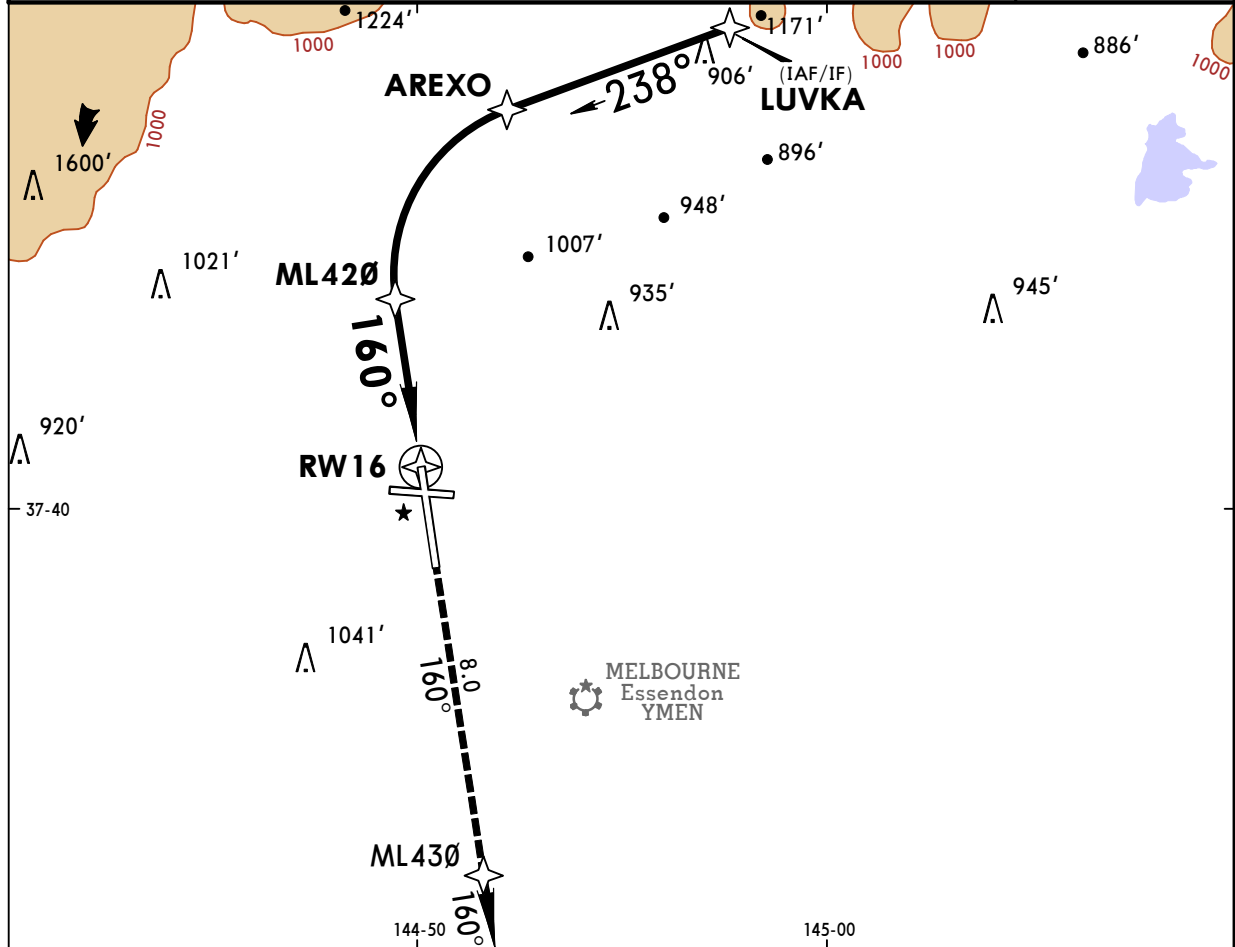 1224'
1000
1171'
1000
1000
886'
1000
AREXO
238°
906'
(IAF/IF)
LUVKA
1000
1600'
896'
948'
1007'
1021'
ML42Ø
935'
945'
160°
920'
RW16
37-40
1041'
8.0
160°
MELBOURNE
Essendon
YMEN
ML43Ø
160°
144-50
145-00